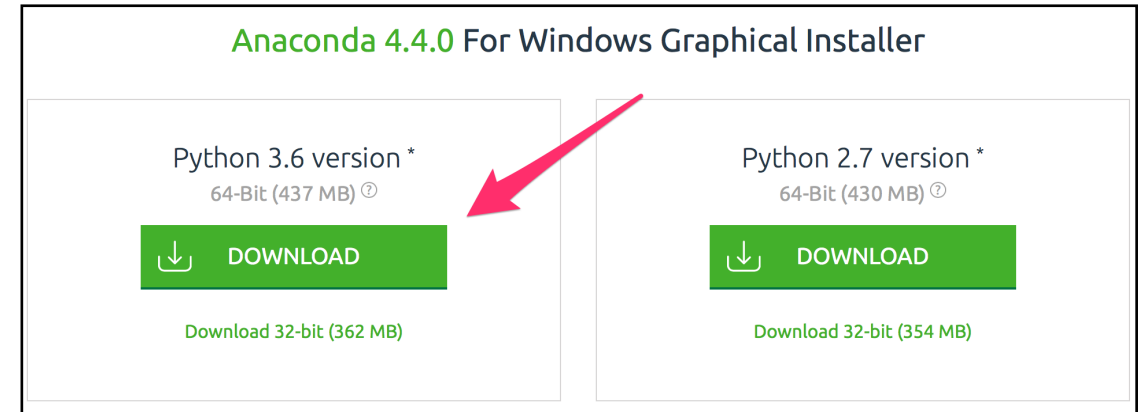 Anaconda 4.4.0 For Windows Graphical Installer
Python 3.6 version *
64-Bit (437 MB) ?
DOWNLOAD
Download 32-bit (362 MB)
Python 2.7 version *
64-Bit (430 MB) ?
DOWNLOAD
Download 32-bit (354 MB)